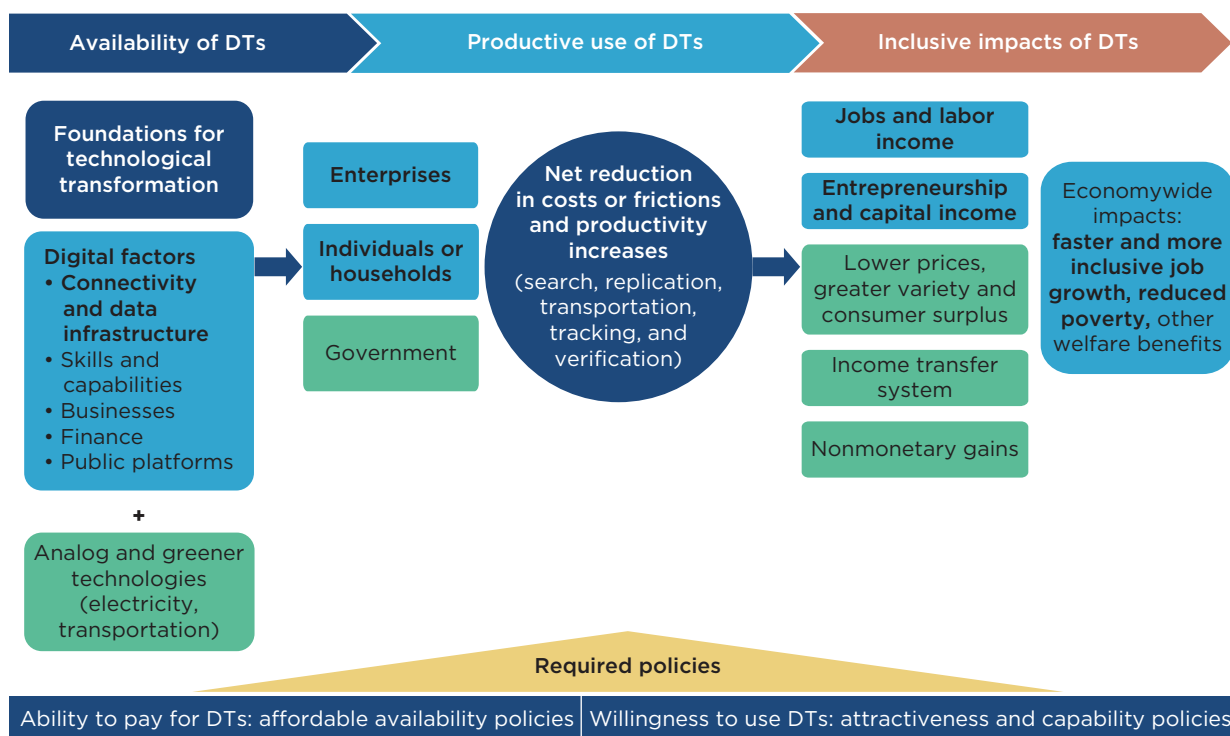 Availability of DTs
Productive use of DTs
Inclusive impacts of DTs
Foundations for
technological
transformation
Digital factors
• Connectivity
and data
infrastructure
• Skills and
capabilities
• Businesses
• Finance
• Public platforms
+
Analog and greener
technologies
(electricity,
transportation)
Enterprises
Individuals or
households
Government
Net reduction
in costs or frictions
and productivity
increases
(search, replication,
transportation,
tracking, and
verification)
Jobs and labor
income
Entrepreneurship
and capital income
Lower prices,
greater variety and
consumer surplus
Income transfer
system
Nonmonetary gains
Economywide
impacts:
faster and more
inclusive job
growth, reduced
poverty, other
welfare benefits
Required policies
Ability to pay for DTs: affordable availability policies
Willingness to use DTs: attractiveness and capability policies